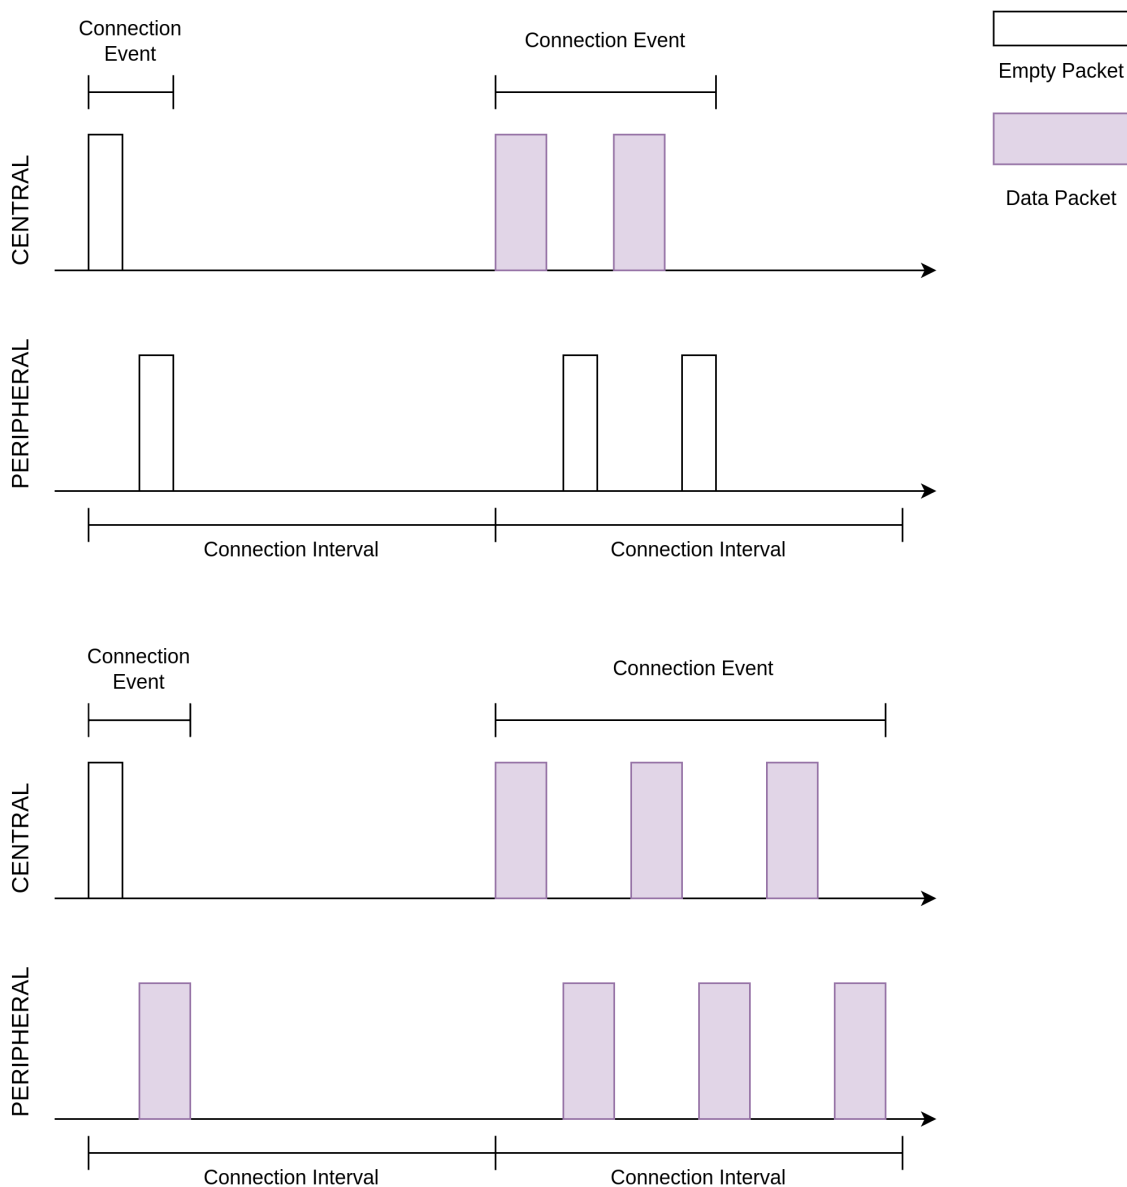 Connection
Event
Connection Event
Empty Packet
Data Packet
CENTRAL
PERIPHERAL
Connection Interval
Connection Interval
Connection
Event
Connection Event
CENTRAL
PERIPHERAL
Connection Interval
Connection Interval